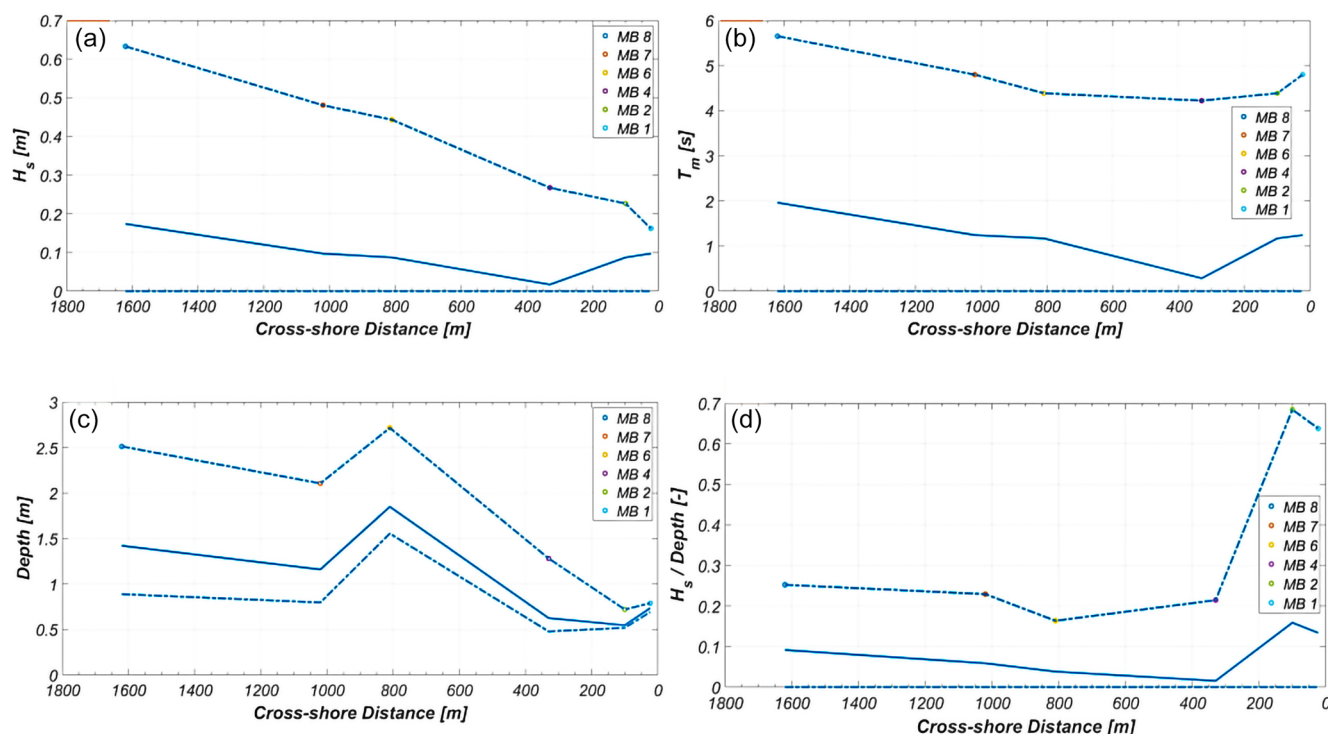 (a)
0.7
0.6
0.5
0.4
0.3
0.2
0.1
0
H_s [m]
1800 1600 1400 1200 1000 800 600 400 200 0
Cross-shore Distance [m]
MB 8
MB 7
MB 6
MB 4
MB 2
MB 1
(b)
6
5
4
3
2
1
0
T_m [s]
1800 1600 1400 1200 1000 800 600 400 200 0
Cross-shore Distance [m]
MB 8
MB 7
MB 6
MB 4
MB 2
MB 1
(c)
3
2.5
2
1.5
1
0.5
0
Depth [m]
1800 1600 1400 1200 1000 800 600 400 200 0
Cross-shore Distance [m]
MB 8
MB 7
MB 6
MB 4
MB 2
MB 1
(d)
0.7
0.6
0.5
0.4
0.3
0.2
0.1
0
H_s / Depth [-]
1800 1600 1400 1200 1000 800 600 400 200 0
Cross-shore Distance [m]
MB 8
MB 7
MB 6
MB 4
MB 2
MB 1